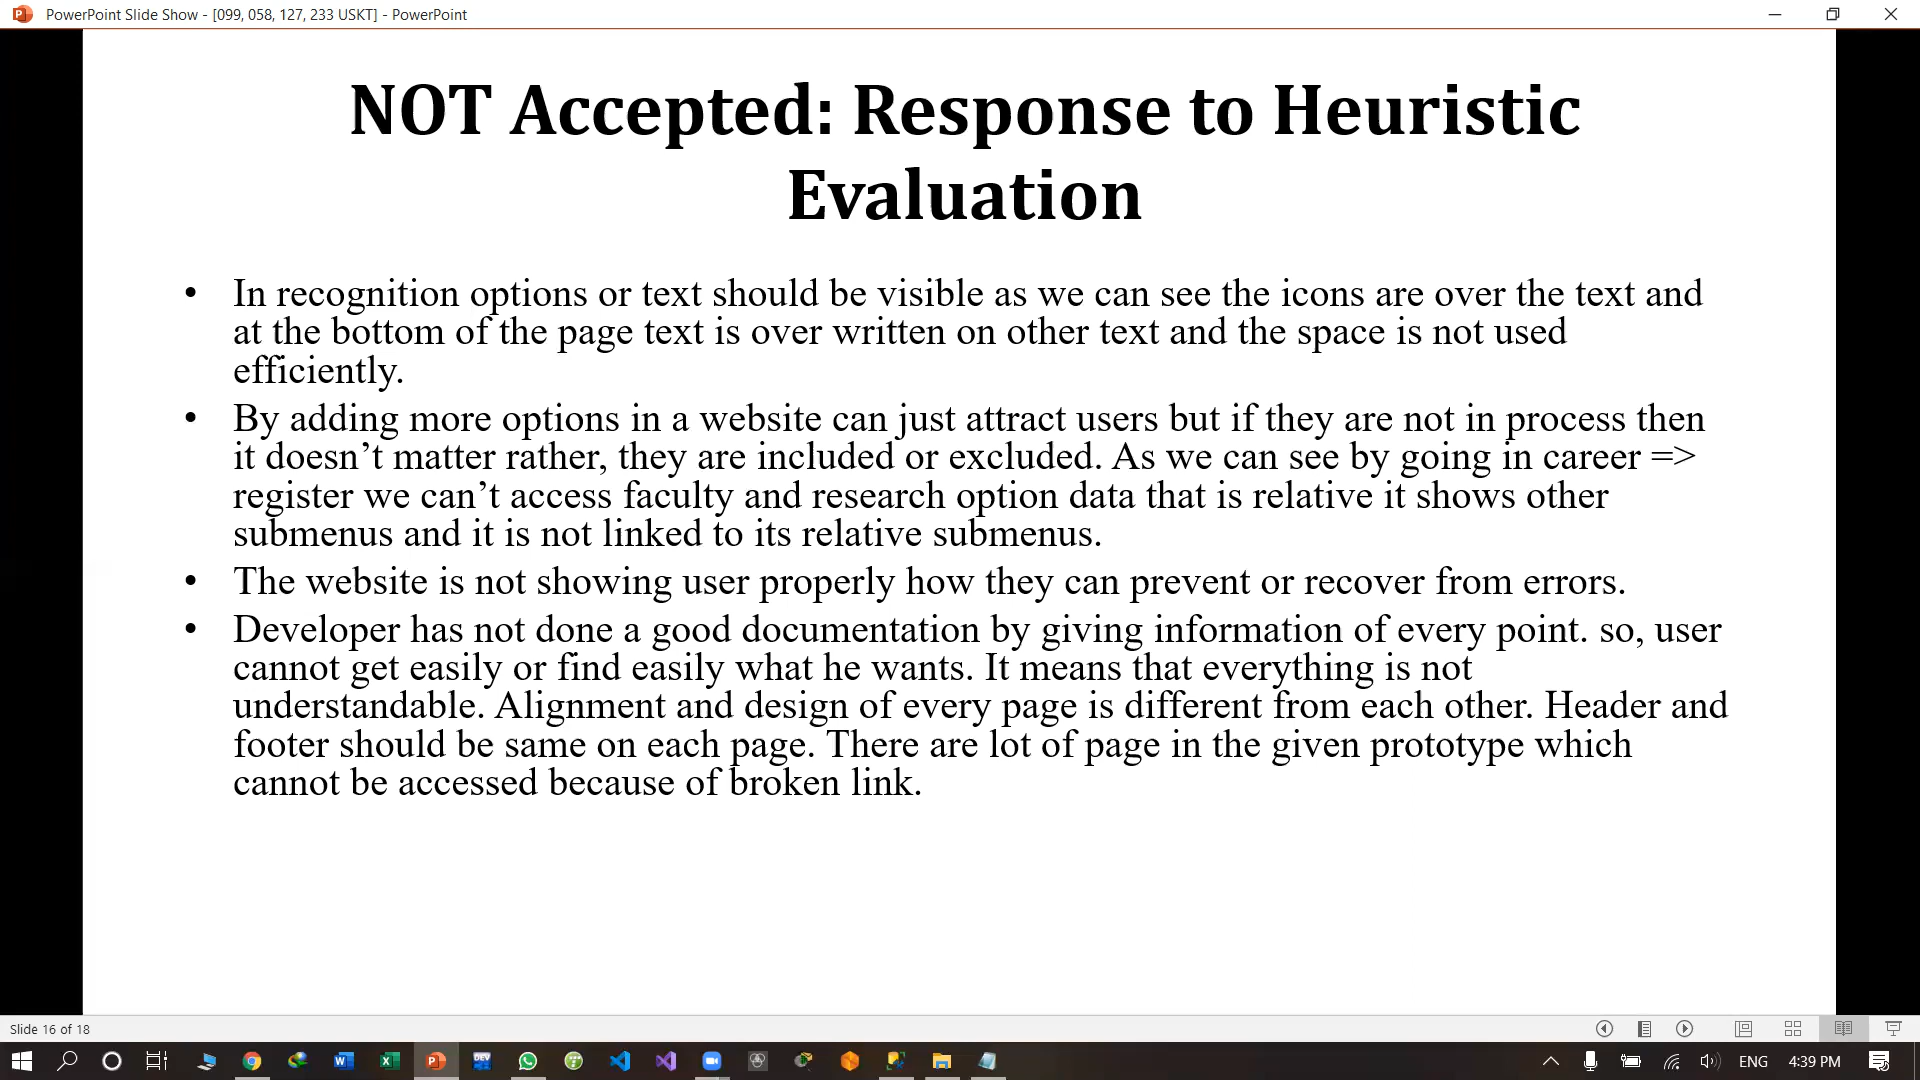 PowerPoint Slide Show - [099, 058, 127, 233 USKT] - PowerPoint
NOT Accepted: Response to Heuristic
Evaluation
• In recognition options or text should be visible as we can see the icons are over the text and
at the bottom of the page text is over written on other text and the space is not used
efficiently.
• By adding more options in a website can just attract users but if they are not in process then
it doesn’t matter rather, they are included or excluded. As we can see by going in career =>
register we can’t access faculty and research option data that is relative it shows other
submenus and it is not linked to its relative submenus.
• The website is not showing user properly how they can prevent or recover from errors.
• Developer has not done a good documentation by giving information of every point. so, user
cannot get easily or find easily what he wants. It means that everything is not
understandable. Alignment and design of every page is different from each other. Header and
footer should be same on each page. There are lot of page in the given prototype which
cannot be accessed because of broken link.
Slide 16 of 18
DEV
ENG
4:39 PM